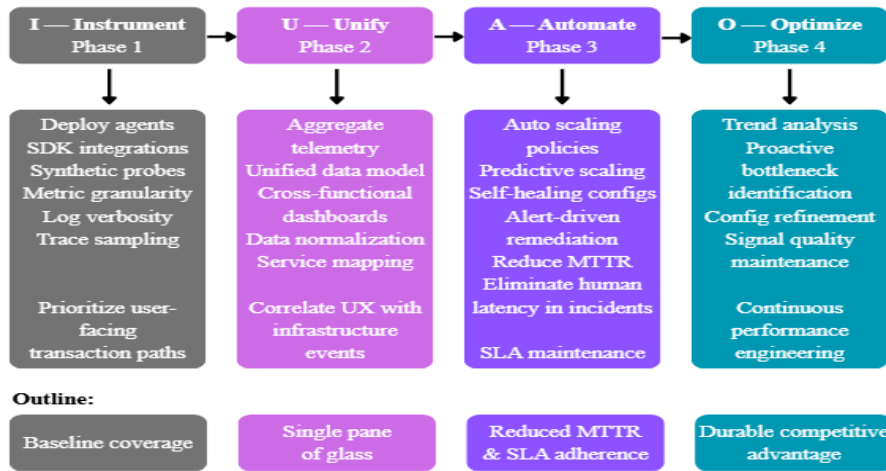 I — Instrument
Phase 1
U — Unify
Phase 2
A — Automate
Phase 3
O — Optimize
Phase 4
Deploy agents
SDK integrations
Synthetic probes
Metric granularity
Log verbosity
Trace sampling
Prioritize user-
facing
transaction paths
Aggregate
telemetry
Unified data model
Cross-functional
dashboards
Data normalization
Service mapping
Correlate UX with
infrastructure
events
Auto scaling
policies
Predictive scaling
Self-healing configs
Alert-driven
remediation
Reduce MTTR
Eliminate human
latency in incidents
SLA maintenance
Trend analysis
Proactive
bottleneck
identification
Config refinement
Signal quality
maintenance
Continuous
performance
engineering
Outline:
Baseline coverage
Single pane
of glass
Reduced MTTR
& SLA adherence
Durable competitive
advantage